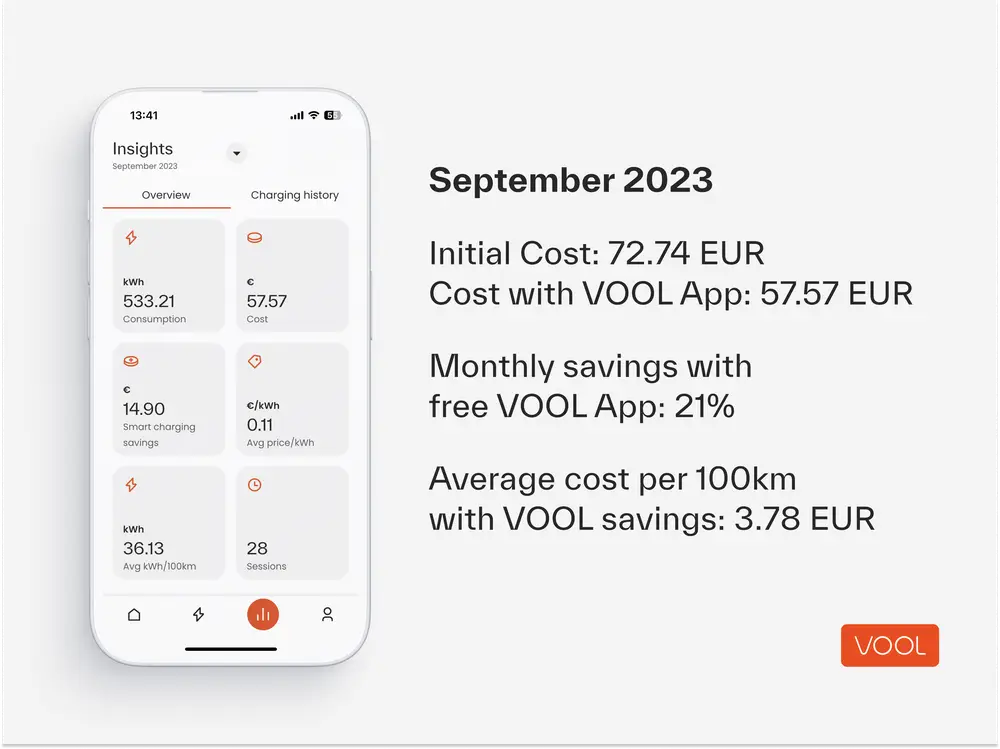 13:41
Insights
September 2023
Overview
Charging history
kWh
533.21
Consumption
€
57.57
Cost
€
14.90
Smart charging
savings
€/kWh
0.11
Avg price/kWh
kWh
36.13
Avg kWh/100km
28
Sessions
September 2023
Initial Cost: 72.74 EUR
Cost with VOOL App: 57.57 EUR
Monthly savings with
free VOOL App: 21%
Average cost per 100km
with VOOL savings: 3.78 EUR
VOOL